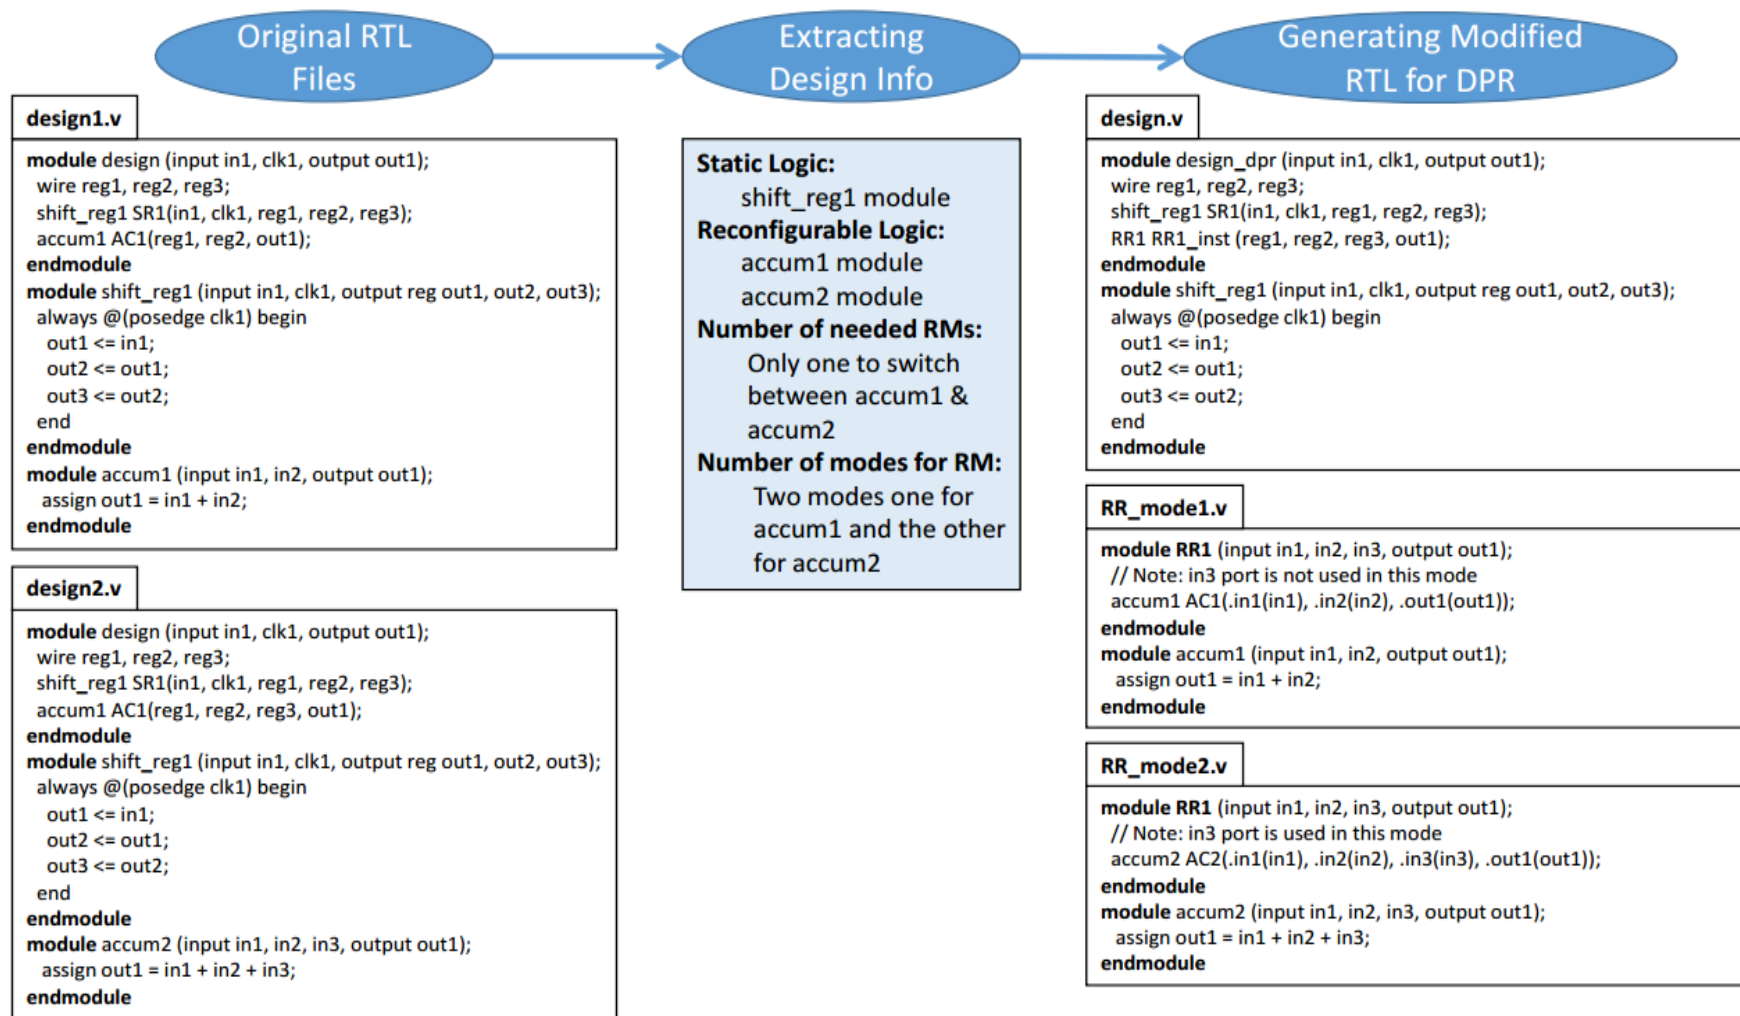 Original RTL
Files
Extracting
Design Info
Generating Modified
RTL for DPR
design1.v
module design (input in1, clk1, output out1);
wire reg1, reg2, reg3;
shift_reg1 SR1(in1, clk1, reg1, reg2, reg3);
accum1 AC1(reg1, reg2, out1);
endmodule
module shift_reg1 (input in1, clk1, output reg out1, out2, out3);
always @(posedge clk1) begin
out1 <= in1;
out2 <= out1;
out3 <= out2;
end
endmodule
module accum1 (input in1, in2, output out1);
assign out1 = in1 + in2;
endmodule
design2.v
module design (input in1, clk1, output out1);
wire reg1, reg2, reg3;
shift_reg1 SR1(in1, clk1, reg1, reg2, reg3);
accum1 AC1(reg1, reg2, reg3, out1);
endmodule
module shift_reg1 (input in1, clk1, output reg out1, out2, out3);
always @(posedge clk1) begin
out1 <= in1;
out2 <= out1;
out3 <= out2;
end
endmodule
module accum2 (input in1, in2, in3, output out1);
assign out1 = in1 + in2 + in3;
endmodule
Static Logic:
shift_reg1 module
Reconfigurable Logic:
accum1 module
accum2 module
Number of needed RMs:
Only one to switch
between accum1 &
accum2
Number of modes for RM:
Two modes one for
accum1 and the other
for accum2
design.v
module design_dpr (input in1, clk1, output out1);
wire reg1, reg2, reg3;
shift_reg1 SR1(in1, clk1, reg1, reg2, reg3);
RR1 RR1_inst (reg1, reg2, reg3, out1);
endmodule
module shift_reg1 (input in1, clk1, output reg out1, out2, out3);
always @(posedge clk1) begin
out1 <= in1;
out2 <= out1;
out3 <= out2;
end
endmodule
RR_mode1.v
module RR1 (input in1, in2, in3, output out1);
// Note: in3 port is not used in this mode
accum1 AC1(.in1(in1), .in2(in2), .out1(out1));
endmodule
module accum1 (input in1, in2, output out1);
assign out1 = in1 + in2;
endmodule
RR_mode2.v
module RR1 (input in1, in2, in3, output out1);
// Note: in3 port is used in this mode
accum2 AC2(.in1(in1), .in2(in2), .in3(in3), .out1(out1));
endmodule
module accum2 (input in1, in2, in3, output out1);
assign out1 = in1 + in2 + in3;
endmodule